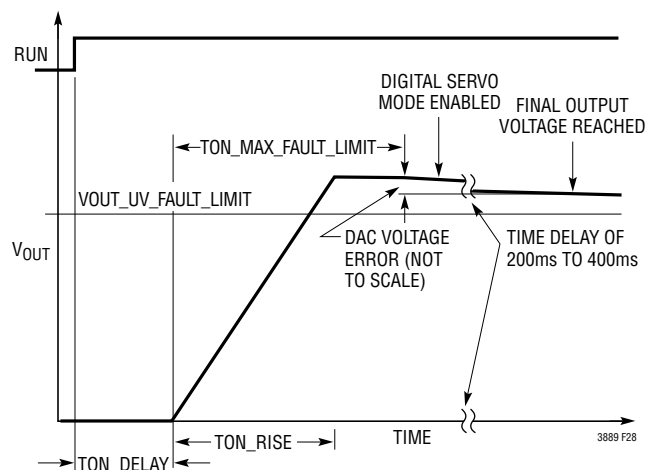 RUN
DIGITAL SERVO
MODE ENABLED
FINAL OUTPUT
VOLTAGE REACHED
TON_MAX_FAULT_LIMIT
VOUT_UV_FAULT_LIMIT
VOUT
DAC VOLTAGE
ERROR (NOT
TO SCALE)
TIME DELAY OF
200ms TO 400ms
TON_RISE
TIME
3889 F28
TON_DELAY